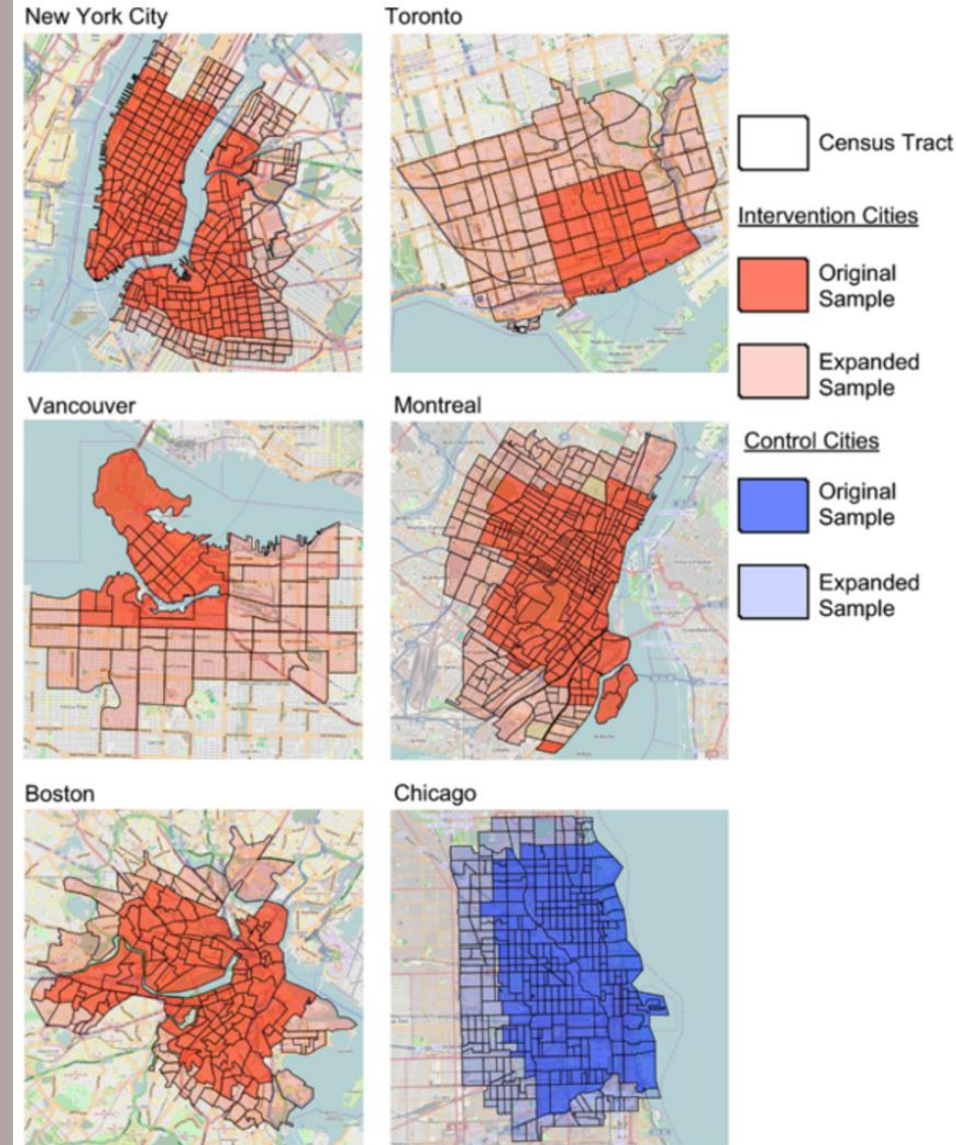 New York City
Toronto
Census Tract
Intervention Cities
Original
Sample
Expanded
Sample
Vancouver
Montreal
Control Cities
Original
Sample
Expanded
Sample
Boston
Chicago